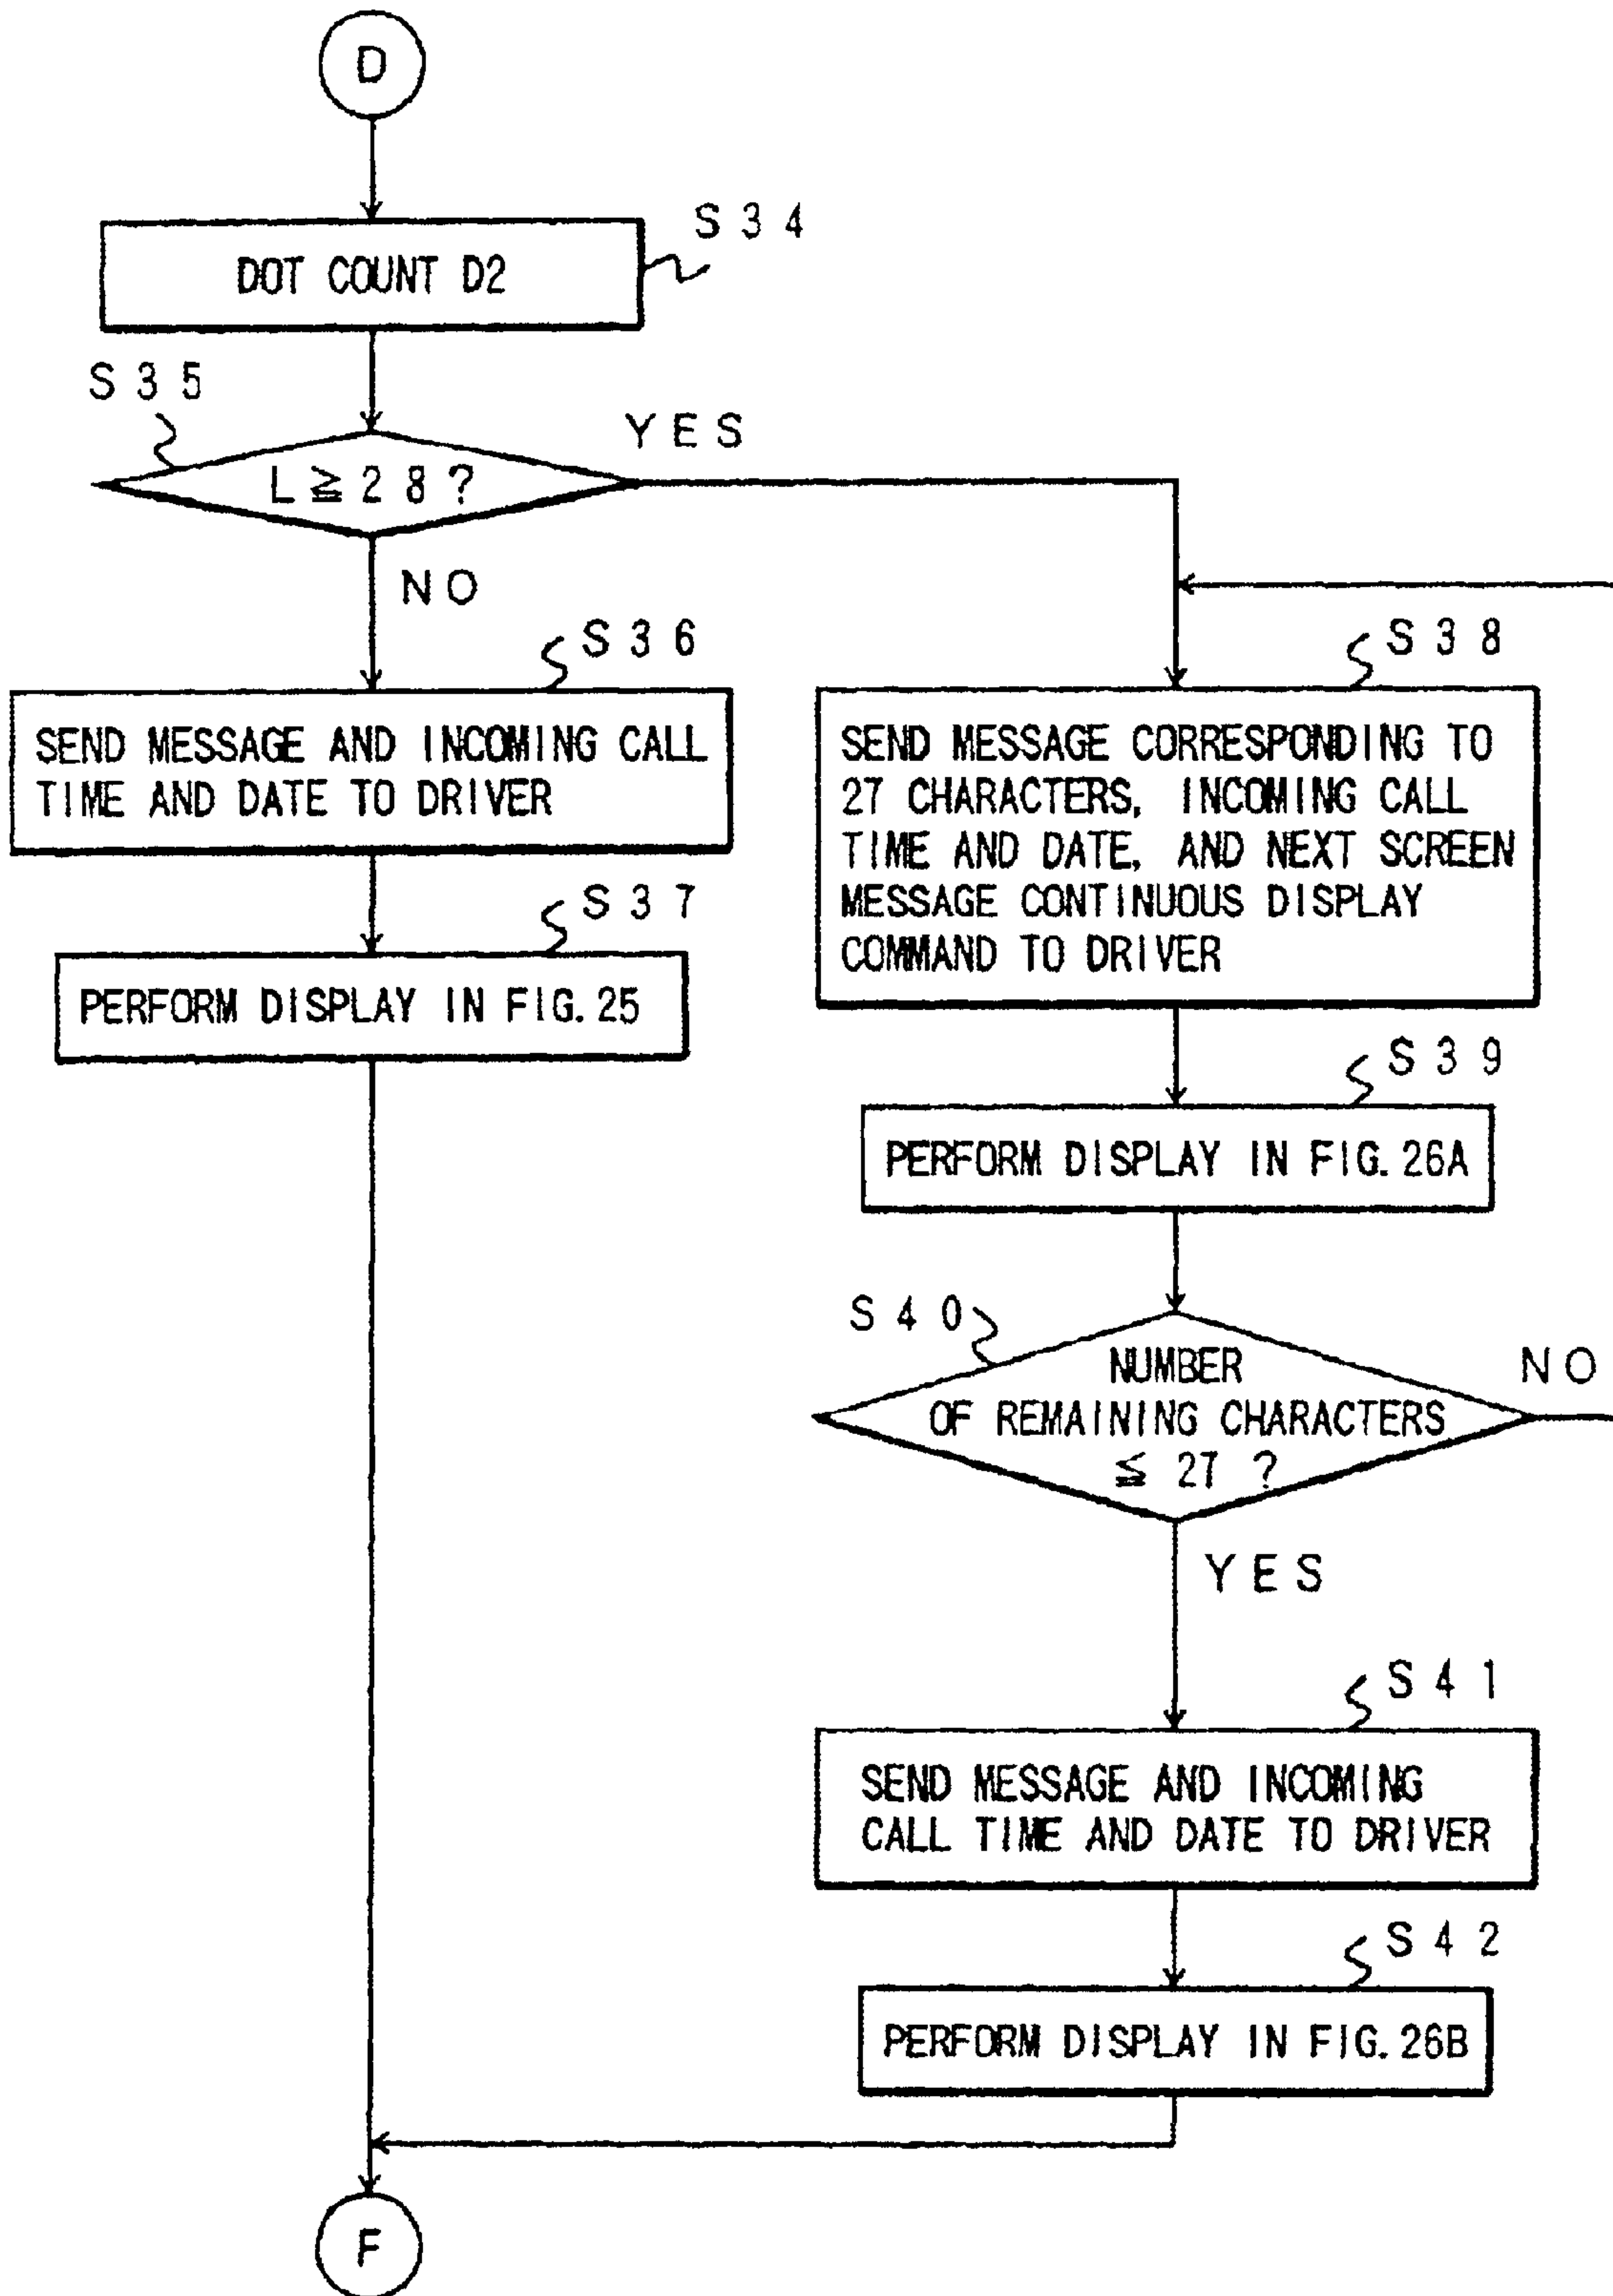 D
S34
DOT COUNT D2
S35
YES
L ≧ 28 ?
NO
S36
SEND MESSAGE AND INCOMING CALL
TIME AND DATE TO DRIVER
S37
PERFORM DISPLAY IN FIG. 25
S38
SEND MESSAGE CORRESPONDING TO
27 CHARACTERS, INCOMING CALL
TIME AND DATE, AND NEXT SCREEN
MESSAGE CONTINUOUS DISPLAY
COMMAND TO DRIVER
S39
PERFORM DISPLAY IN FIG. 26A
S40
NUMBER
OF REMAINING CHARACTERS
≦ 27 ?
NO
YES
S41
SEND MESSAGE AND INCOMING
CALL TIME AND DATE TO DRIVER
S42
PERFORM DISPLAY IN FIG. 26B
F